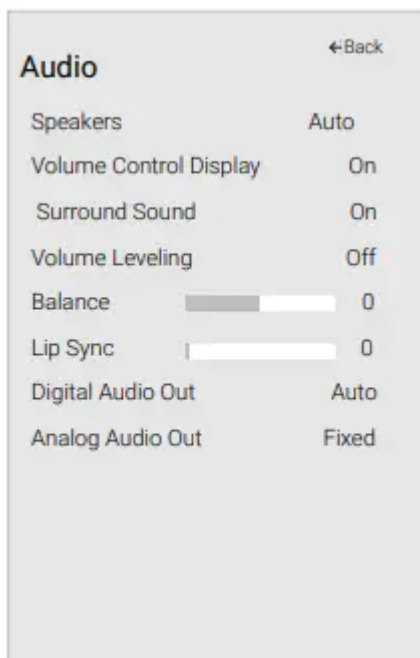 ←Back
Audio
Speakers Auto
Volume Control Display On
Surround Sound On
Volume Leveling Off
Balance 0
Lip Sync 0
Digital Audio Out Auto
Analog Audio Out Fixed